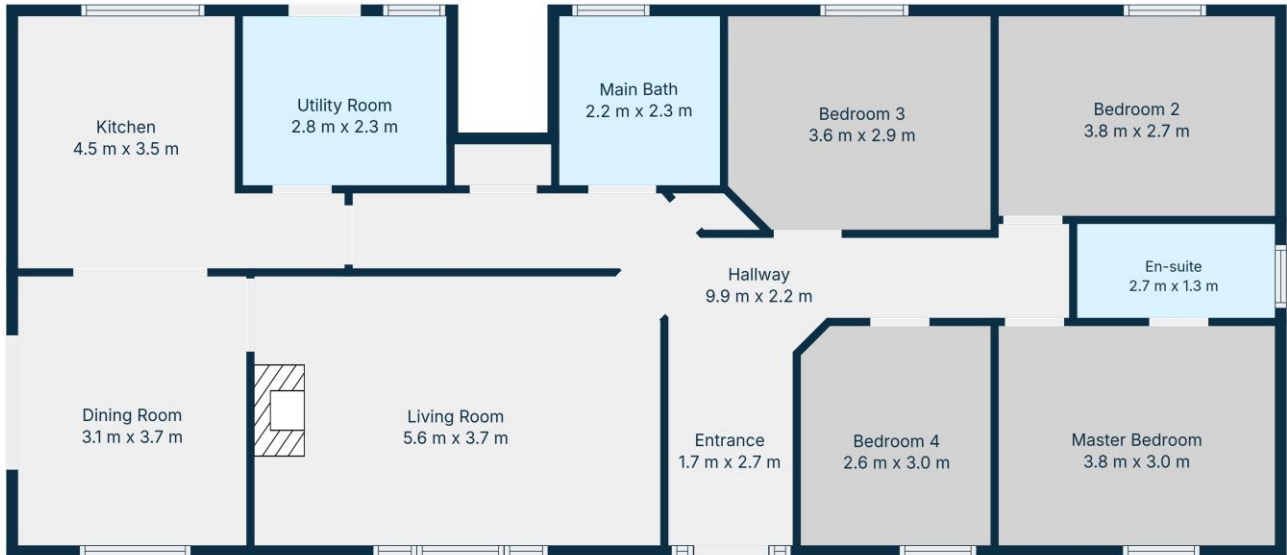 Kitchen
4.5 m x 3.5 m
Utility Room
2.8 m x 2.3 m
Main Bath
2.2 m x 2.3 m
Bedroom 3
3.6 m x 2.9 m
Bedroom 2
3.8 m x 2.7 m
Hallway
9.9 m x 2.2 m
En-suite
2.7 m x 1.3 m
Dining Room
3.1 m x 3.7 m
Living Room
5.6 m x 3.7 m
Entrance
1.7 m x 2.7 m
Bedroom 4
2.6 m x 3.0 m
Master Bedroom
3.8 m x 3.0 m